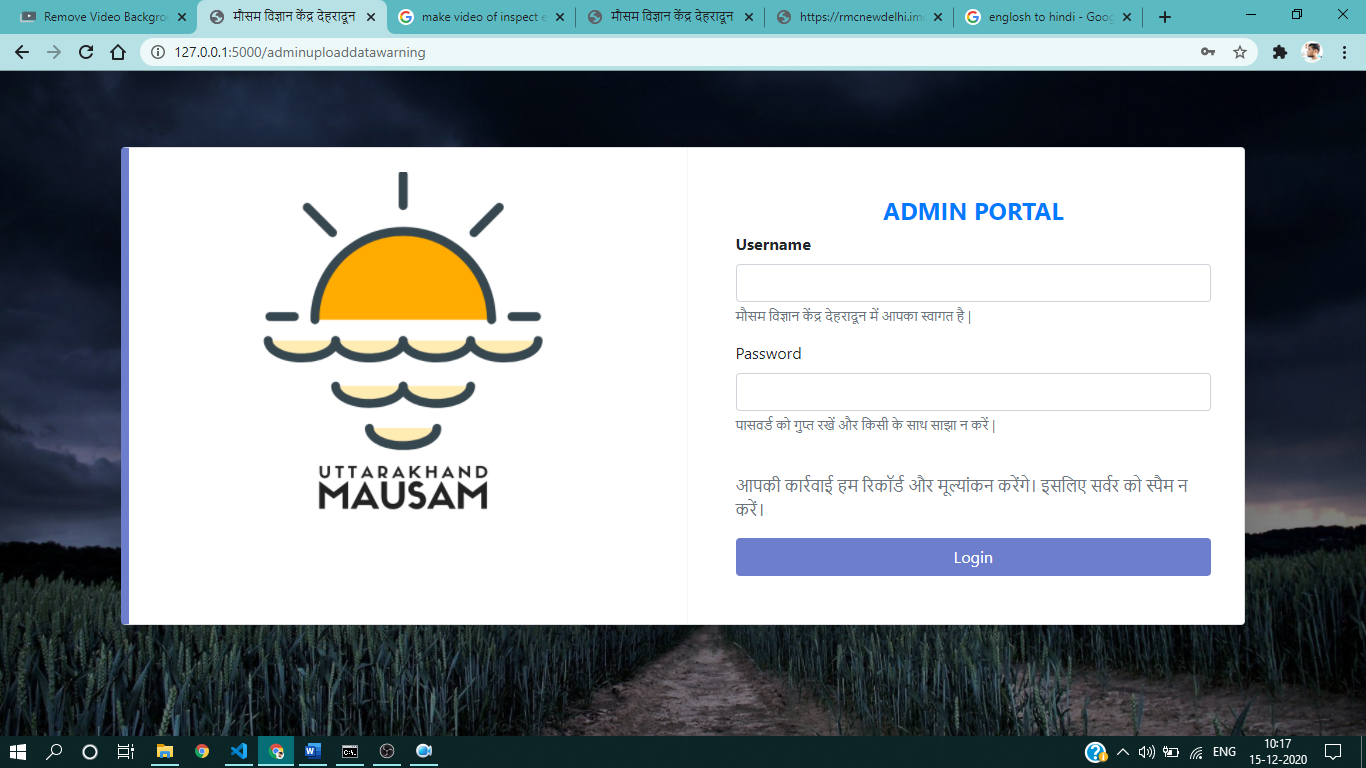 Remove Video Backgro
मौसम विज्ञान केंद्र देहरादून
make video of inspect e
मौसम विज्ञान केंद्र देहरादून
https://rmcnewdelhi.im
englosh to hindi - Goog
127.0.0.1:5000/adminuploaddatawarning
ADMIN PORTAL
Username
मौसम विज्ञान केंद्र देहरादून में आपका स्वागत है |
Password
पासवर्ड को गुप्त रखें और किसी के साथ साझा न करें |
आपकी कार्रवाई हम रिकॉर्ड और मूल्यांकन करेंगे। इसलिए सर्वर को स्पैम न
करें।
Login
UTTARAKHAND
MAUSAM
ENG
10:17
15-12-2020